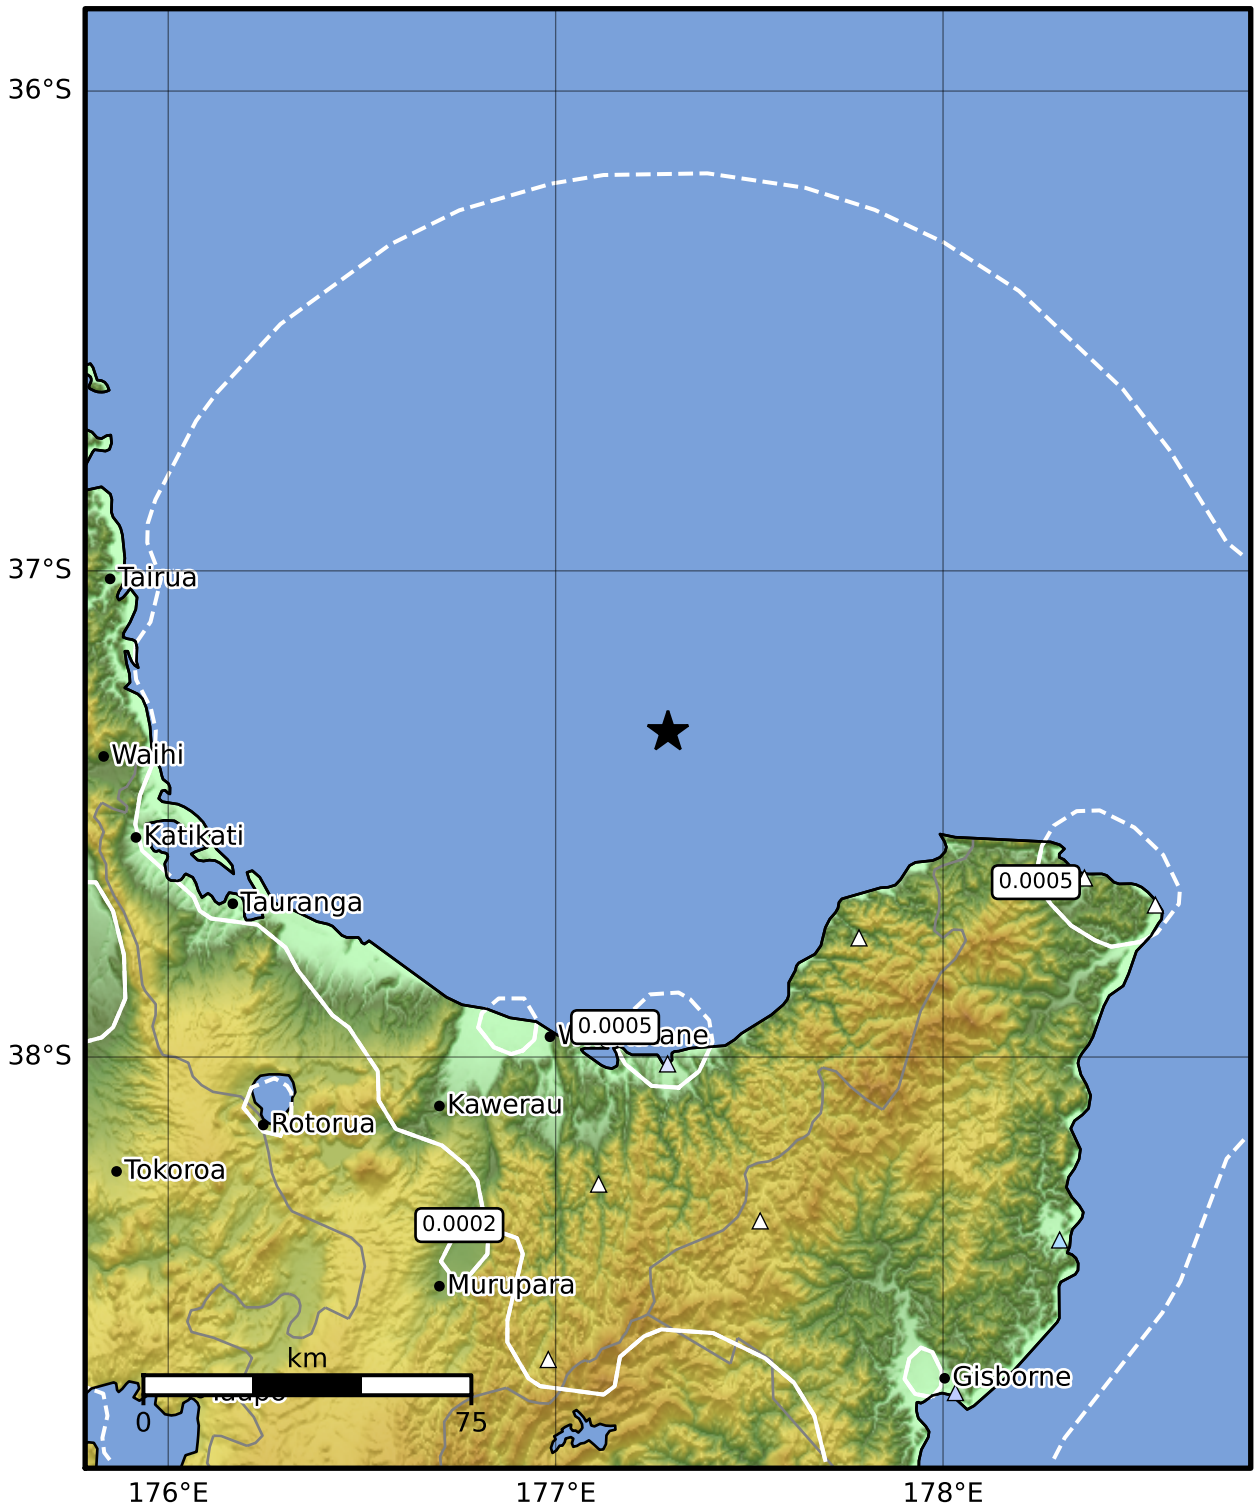 36°S
37°S
Tairua
Waihi
Katikati
0.0005
Tauranga
0.0005
38°S
Kawerau
Rotorua
Tokoroa
0.0002
Murupara
km
Gisborne
0
75
176°E
177°E
178°E